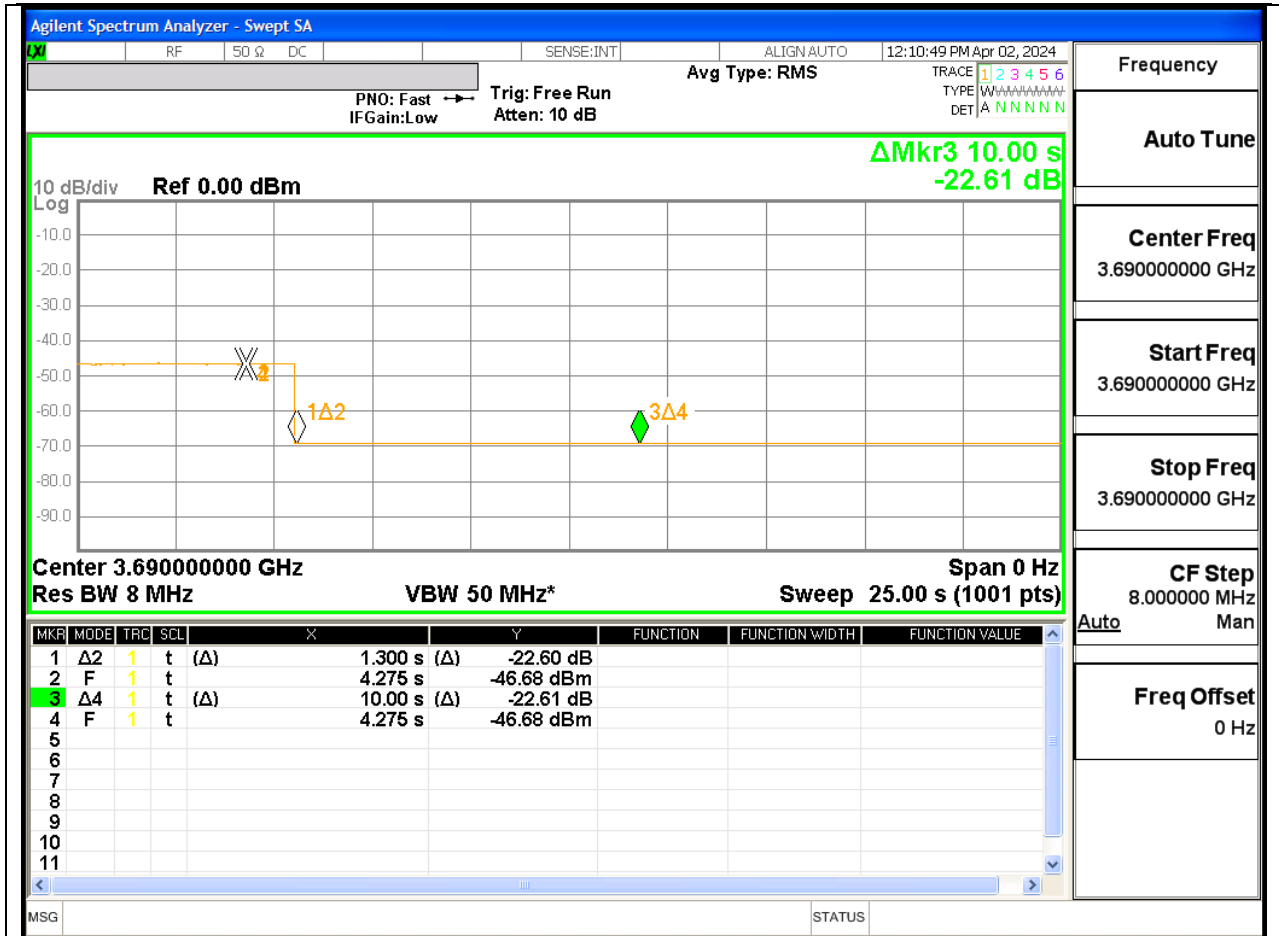 Agilent Spectrum Analyzer - Swept SA
LXI RF 50 Ω DC SENSE:INT ALIGN AUTO 12:10:49 PM Apr 02, 2024
PNO: Fast
IFGain:Low
Trig: Free Run
Atten: 10 dB
Avg Type: RMS
TRACE 1 2 3 4 5 6
TYPE W
DET A N N N N N
ΔMkr3 10.00 s
-22.61 dB
10 dB/div Ref 0.00 dBm
Log
-10.0
-20.0
-30.0
-40.0
-50.0
-60.0
-70.0
-80.0
-90.0
1Δ2
3Δ4
Center 3.690000000 GHz Span 0 Hz
Res BW 8 MHz VBW 50 MHz* Sweep 25.00 s (1001 pts)
MKR MODE TRC SCL X Y FUNCTION FUNCTION WIDTH FUNCTION VALUE
1 Δ2 1 t (Δ) 1.300 s (Δ) -22.60 dB
2 F 1 t 4.275 s -46.68 dBm
3 Δ4 1 t (Δ) 10.00 s (Δ) -22.61 dB
4 F 1 t 4.275 s -46.68 dBm
5
6
7
8
9
10
11
MSG STATUS
Frequency
Auto Tune
Center Freq
3.690000000 GHz
Start Freq
3.690000000 GHz
Stop Freq
3.690000000 GHz
CF Step
8.000000 MHz
Auto Man
Freq Offset
0 Hz